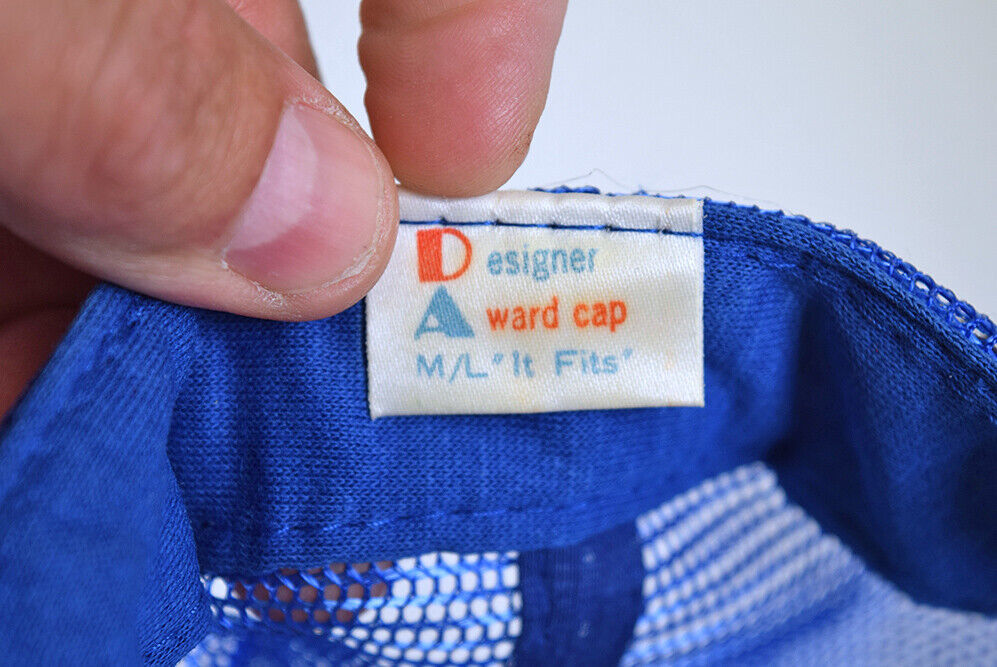 Designer
Award cap
M/L "It Fits"